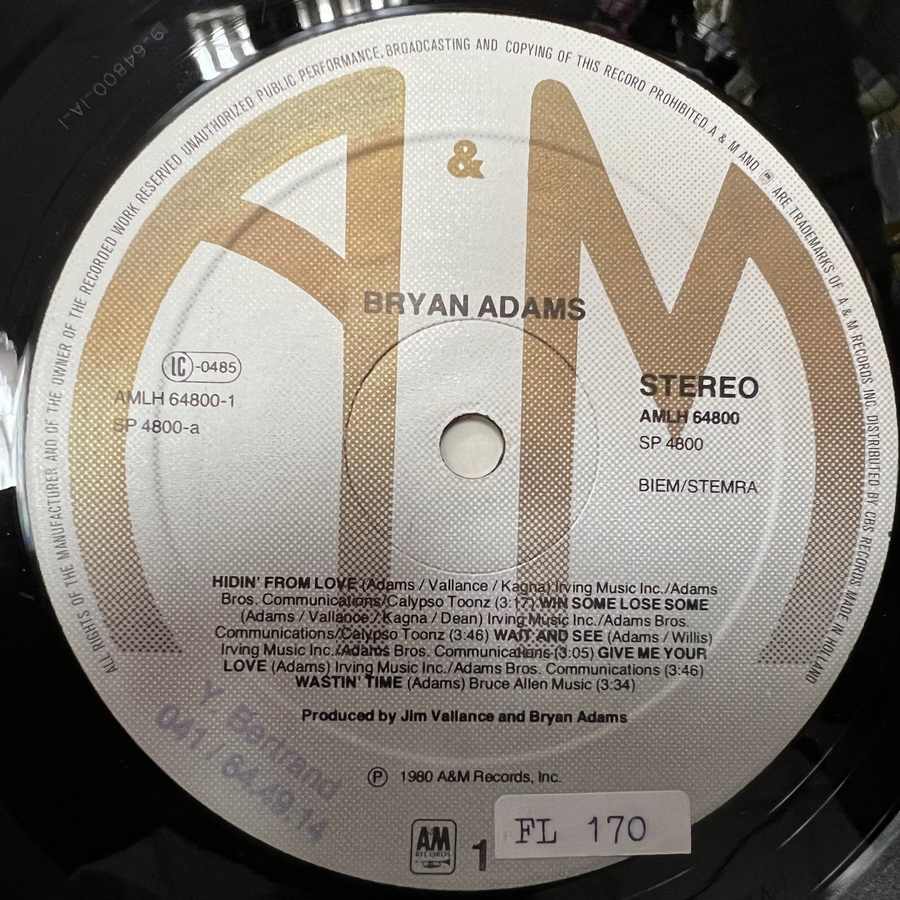 9-64800-1A-1
ALL RIGHTS OF THE MANUFACTURER AND OF THE OWNER OF THE RECORDED WORK RESERVED UNAUTHORIZED PUBLIC PERFORMANCE, BROADCASTING AND COPYING OF THIS RECORD PROHIBITED. A & M AND ARE TRADEMARKS OF A & M RECORDS INC. DISTRIBUTED BY CBS RECORDS MADE IN HOLLAND
A & M
BRYAN ADAMS
LC-0485
AMLH 64800-1
SP 4800-a
STEREO
AMLH 64800
SP 4800
BIEM/STEMRA
HIDIN' FROM LOVE (Adams / Vallance / Kagna) Irving Music Inc./Adams
Bros. Communications/Calypso Toonz (3:17) WIN SOME LOSE SOME
(Adams / Vallance / Kagna / Dean) Irving Music Inc./Adams Bros.
Communications/Calypso Toonz (3:46) WAIT AND SEE (Adams / Willis)
Irving Music Inc./Adams Bros. Communications (3:05) GIVE ME YOUR
LOVE (Adams) Irving Music Inc./Adams Bros. Communications (3:46)
WASTIN' TIME (Adams) Bruce Allen Music (3:34)
Produced by Jim Vallance and Bryan Adams
Y. Bertrand
041/64.49.14
℗ 1980 A&M Records, Inc.
AM
RECORDS
1
FL 170